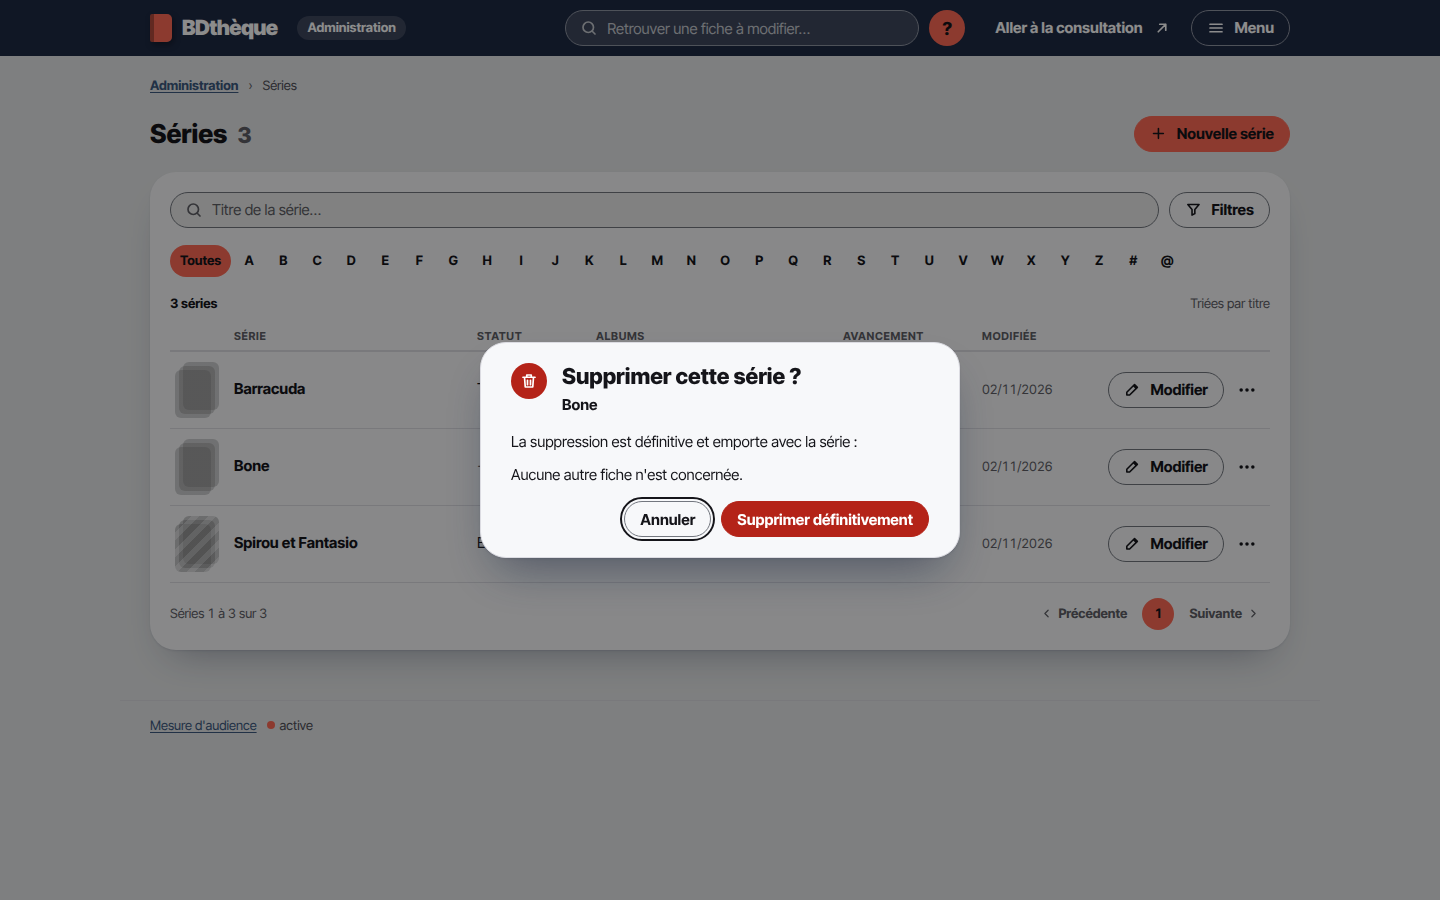 BDthèque
Administration
Retrouver une fiche à modifier...
?
Aller à la consultation
Menu
Administration › Séries
Séries 3
Nouvelle série
Titre de la série...
Filtres
Toutes A B C D E F G H I J K L M N O P Q R S T U V W X Y Z # @
3 séries
Triées par titre
SÉRIE STATUT ALBUMS AVANCEMENT MODIFIÉE
Barracuda
02/11/2026
Modifier
Bone
02/11/2026
Modifier
Spirou et Fantasio
02/11/2026
Modifier
Supprimer cette série ?
Bone
La suppression est définitive et emporte avec la série :
Aucune autre fiche n'est concernée.
Annuler
Supprimer définitivement
Séries 1 à 3 sur 3
Précédente
1
Suivante
Mesure d'audience
active